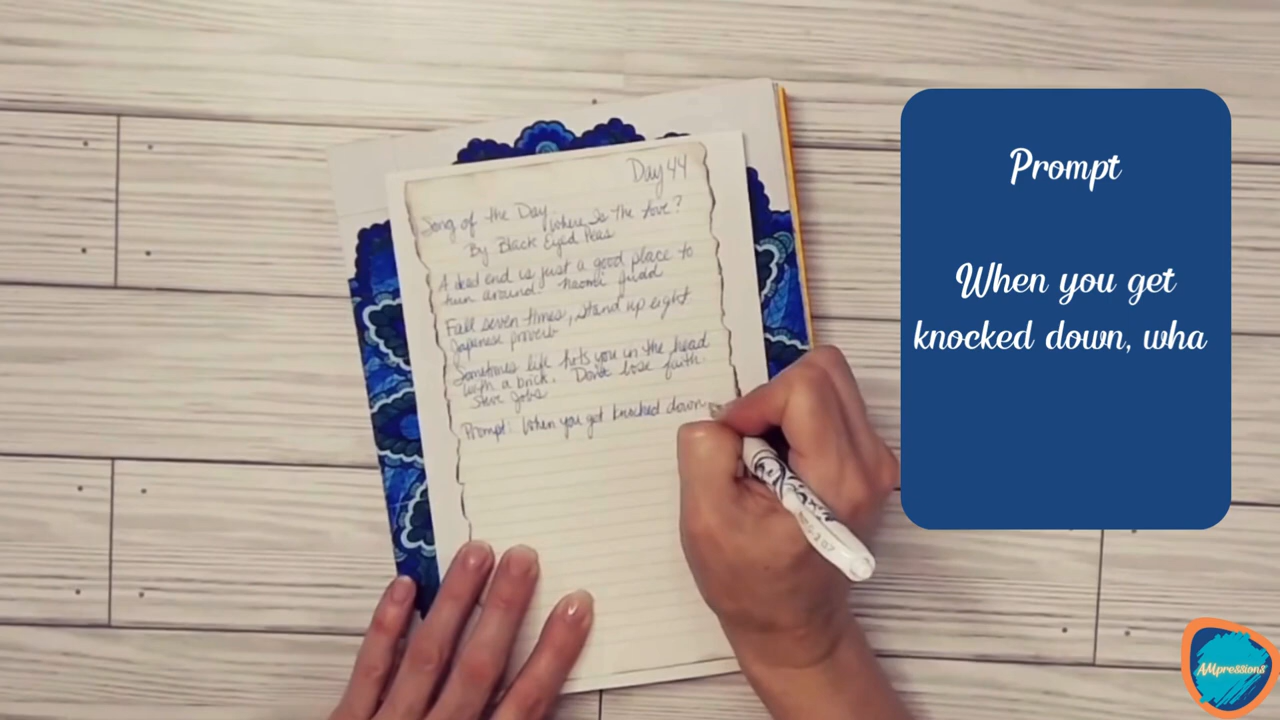 Day 44
Song of the Day Where Is the Love?
By Black Eyed Peas
A dead end is just a good place to
turn around. Naomi Judd
Fall seven times, stand up eight
Japanese proverb
Sometimes life hits you in the head
with a brick. Don't lose faith.
Steve Jobs
Prompt: When you get knocked down,
Prompt
When you get
knocked down, wha
AMpressions